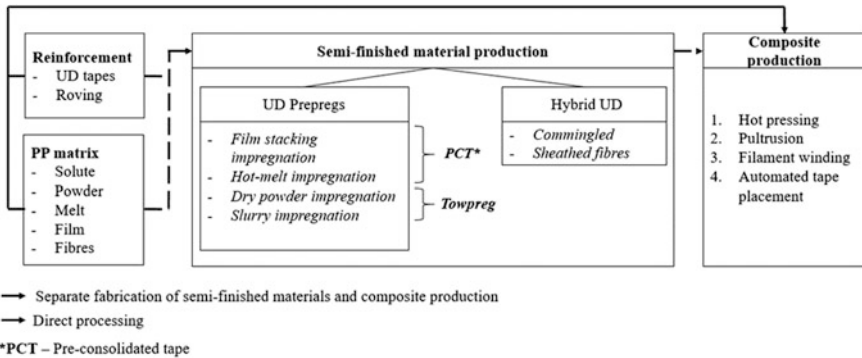 Reinforcement
- UD tapes
- Roving
PP matrix
- Solute
- Powder
- Melt
- Film
- Fibres
Semi-finished material production
UD Prepregs
- Film stacking
impregnation
- Hot-melt impregnation
- Dry powder impregnation
- Slurry impregnation
PCT*
Towpreg
Hybrid UD
- Commingled
- Sheathed fibres
Composite
production
1. Hot pressing
2. Pultrusion
3. Filament winding
4. Automated tape
placement
Separate fabrication of semi-finished materials and composite production
Direct processing
*PCT – Pre-consolidated tape